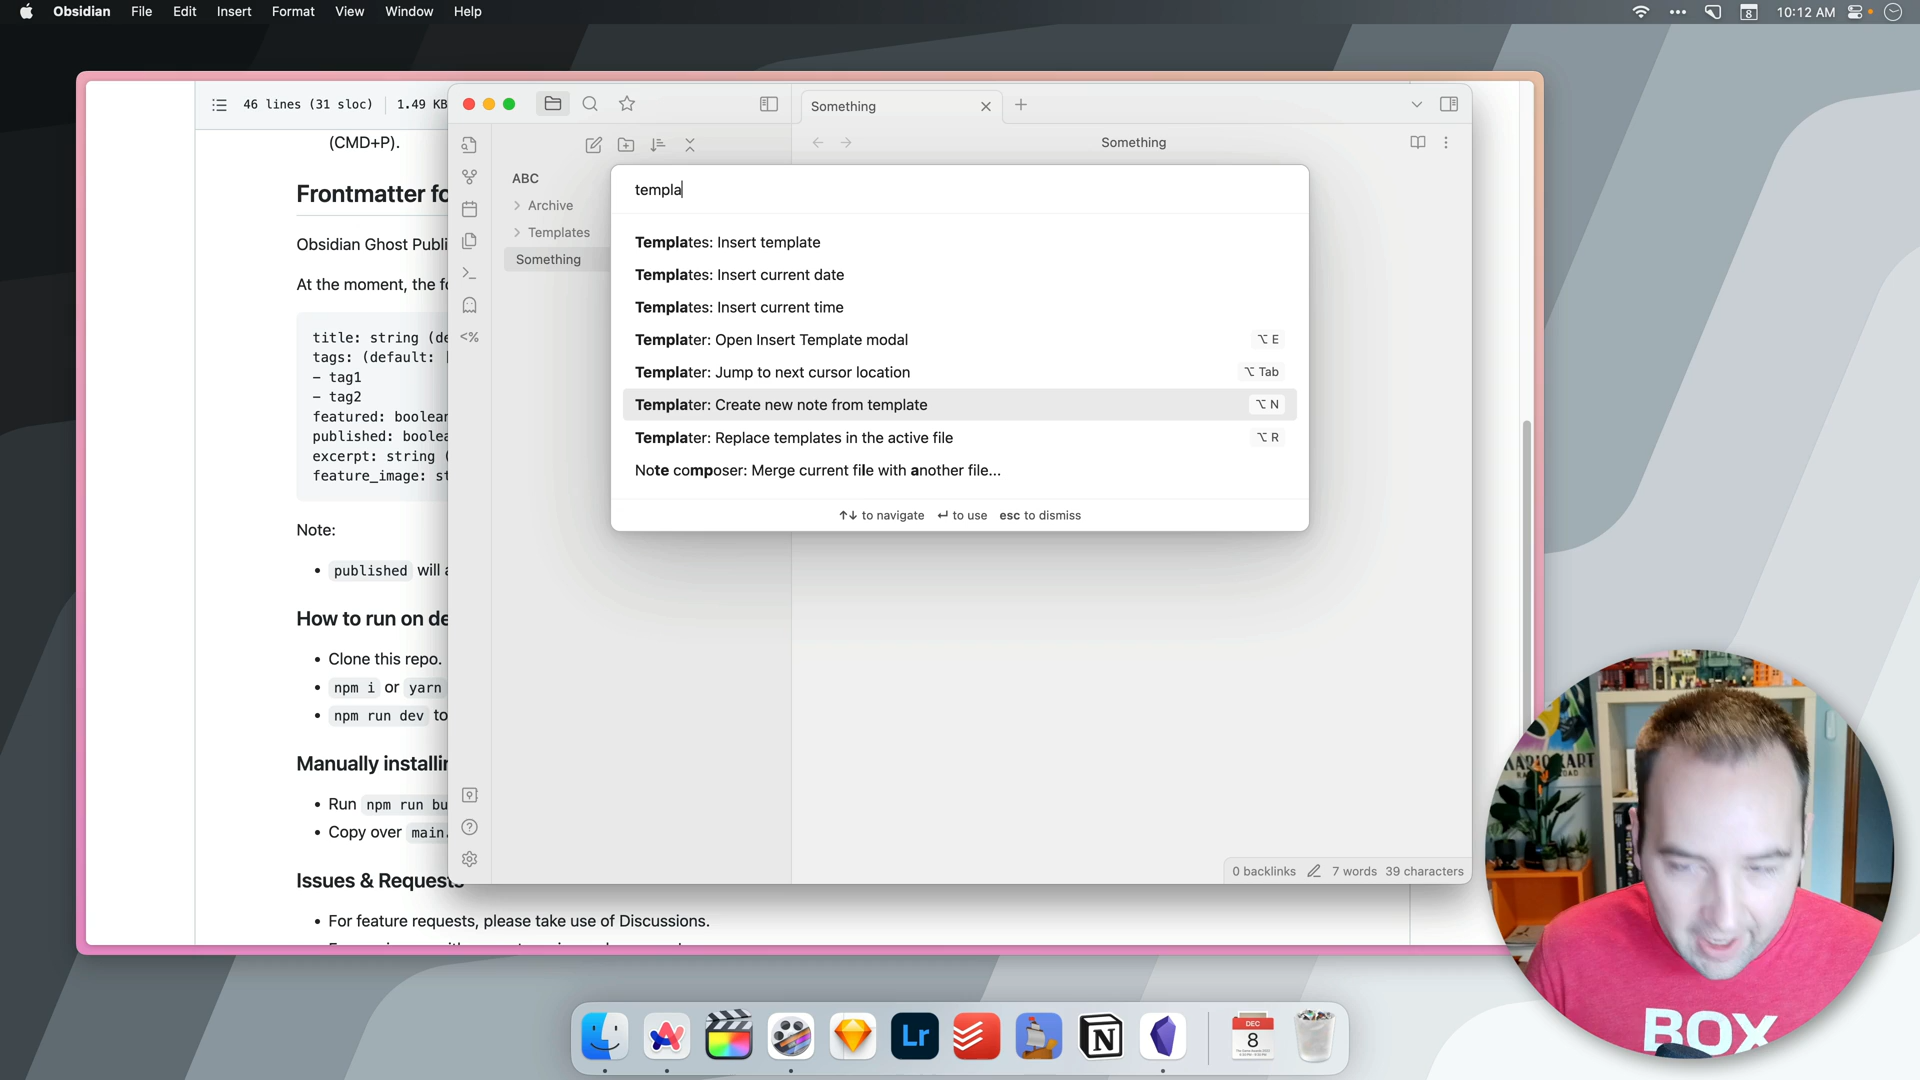 Obsidian File Edit Insert Format View Window Help
8 10:12 AM
46 lines (31 sloc) 1.49 KB
(CMD+P).
Frontmatter fo
Obsidian Ghost Publi
At the moment, the fo
title: string (de
tags: (default: [
- tag1
- tag2
featured: boolean
published: boolea
excerpt: string (
feature_image: st
Note:
• published will a
How to run on de
• Clone this repo.
• npm i or yarn
• npm run dev to
Manually installin
• Run npm run bu
• Copy over main.
Issues & Requests
• For feature requests, please take use of Discussions.
Something
Something
ABC
Archive
Templates
Something
<%
templa
Templates: Insert template
Templates: Insert current date
Templates: Insert current time
Templater: Open Insert Template modal ⌥ E
Templater: Jump to next cursor location ⌥ Tab
Templater: Create new note from template ⌥ N
Templater: Replace templates in the active file ⌥ R
Note composer: Merge current file with another file...
↑↓ to navigate ↵ to use esc to dismiss
0 backlinks 7 words 39 characters
BOX
Lr
N
DEC
8